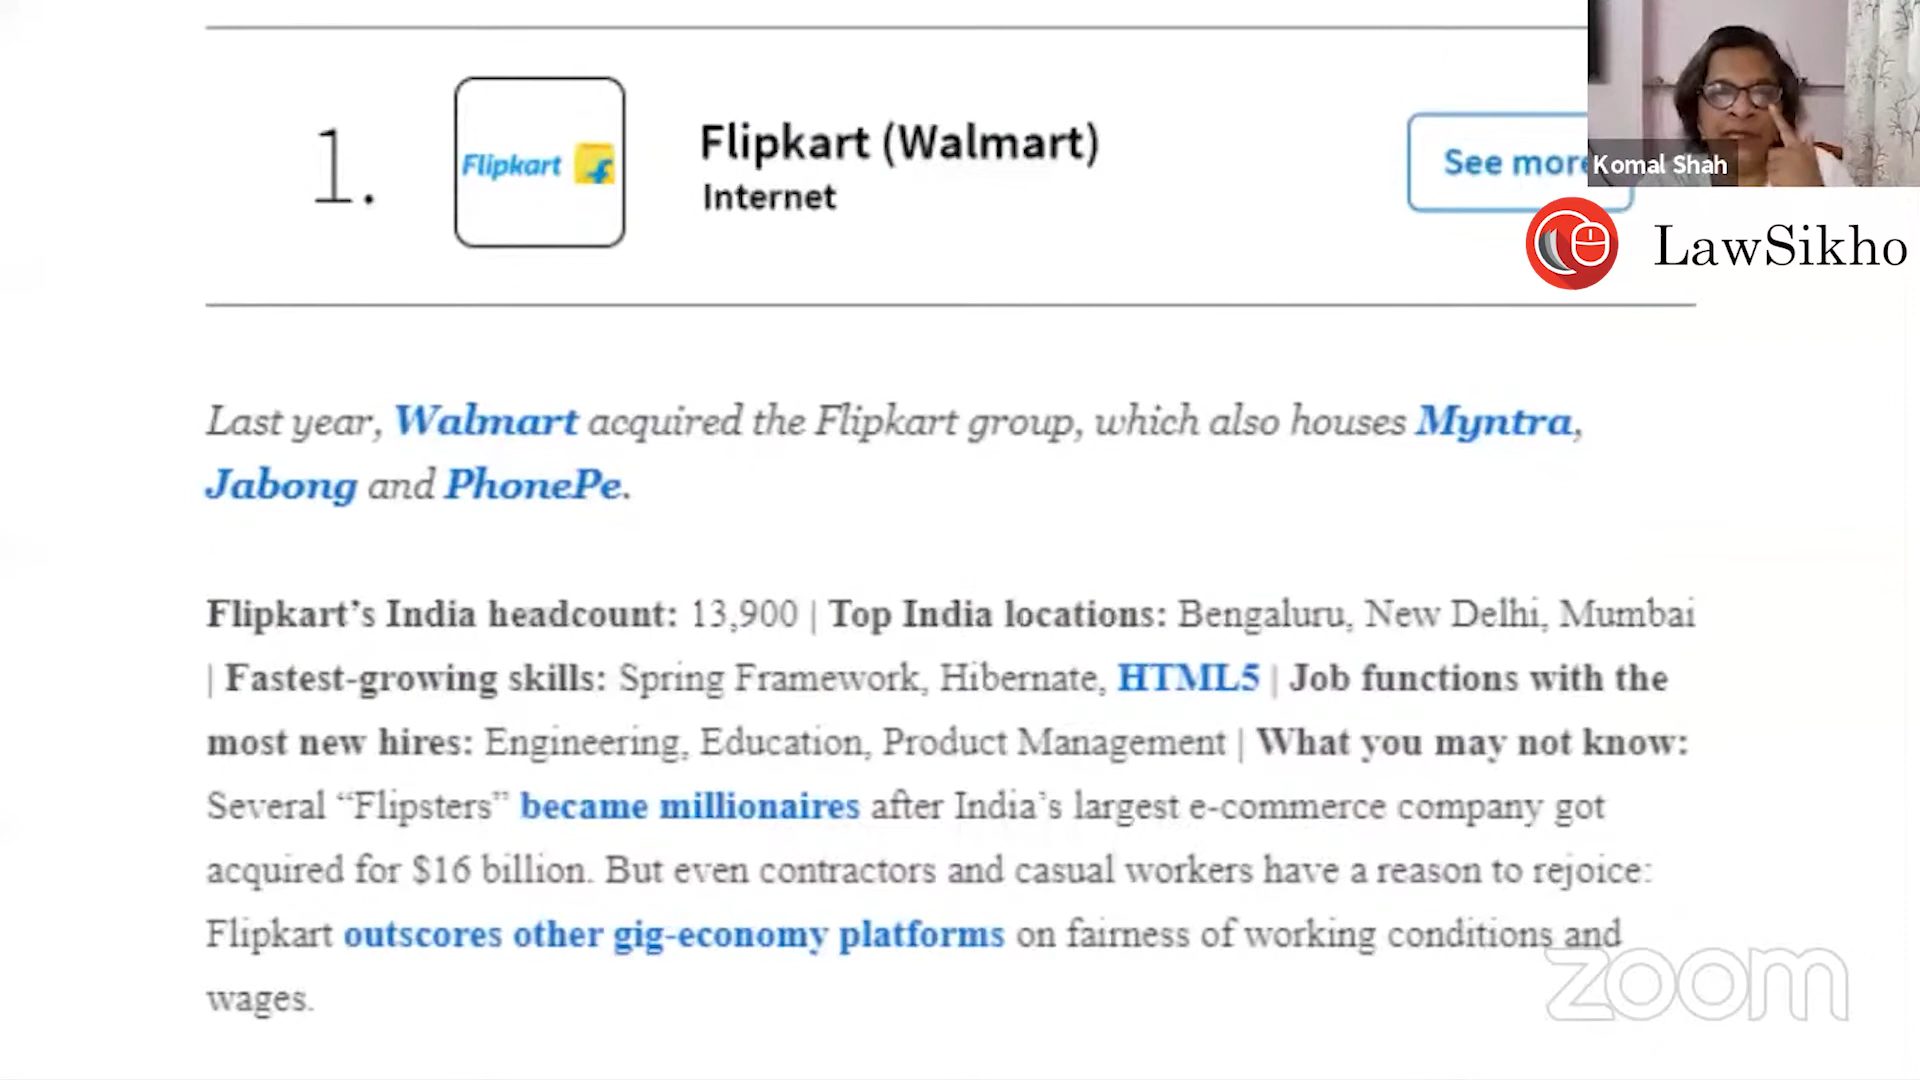 1.
Flipkart
Flipkart (Walmart)
Internet
See more
Komal Shah
LawSikho
Last year, Walmart acquired the Flipkart group, which also houses Myntra,
Jabong and PhonePe.
Flipkart’s India headcount: 13,900 | Top India locations: Bengaluru, New Delhi, Mumbai
| Fastest-growing skills: Spring Framework, Hibernate, HTML5 | Job functions with the
most new hires: Engineering, Education, Product Management | What you may not know:
Several “Flipsters” became millionaires after India’s largest e-commerce company got
acquired for $16 billion. But even contractors and casual workers have a reason to rejoice:
Flipkart outscores other gig-economy platforms on fairness of working conditions and
wages.
zoom